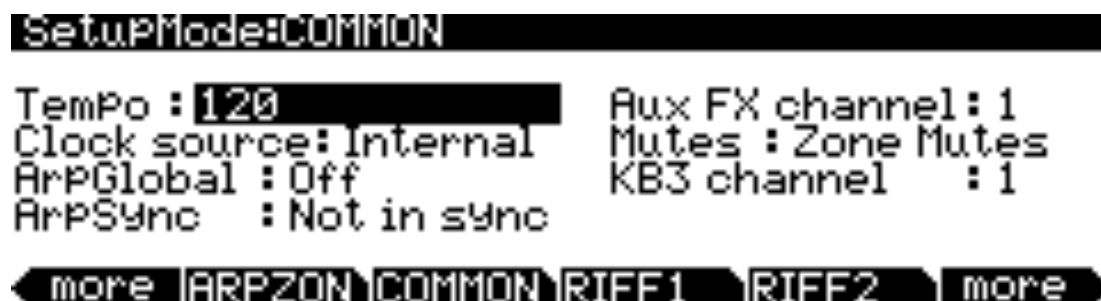 SetupMode:COMMON
Tempo :120
Aux FX channel:1
Clock source:Internal
Mutes :Zone Mutes
ArpGlobal :Off
KB3 channel :1
ArpSync :Not in sync
more ARPZON COMMON RIFF1 RIFF2 more